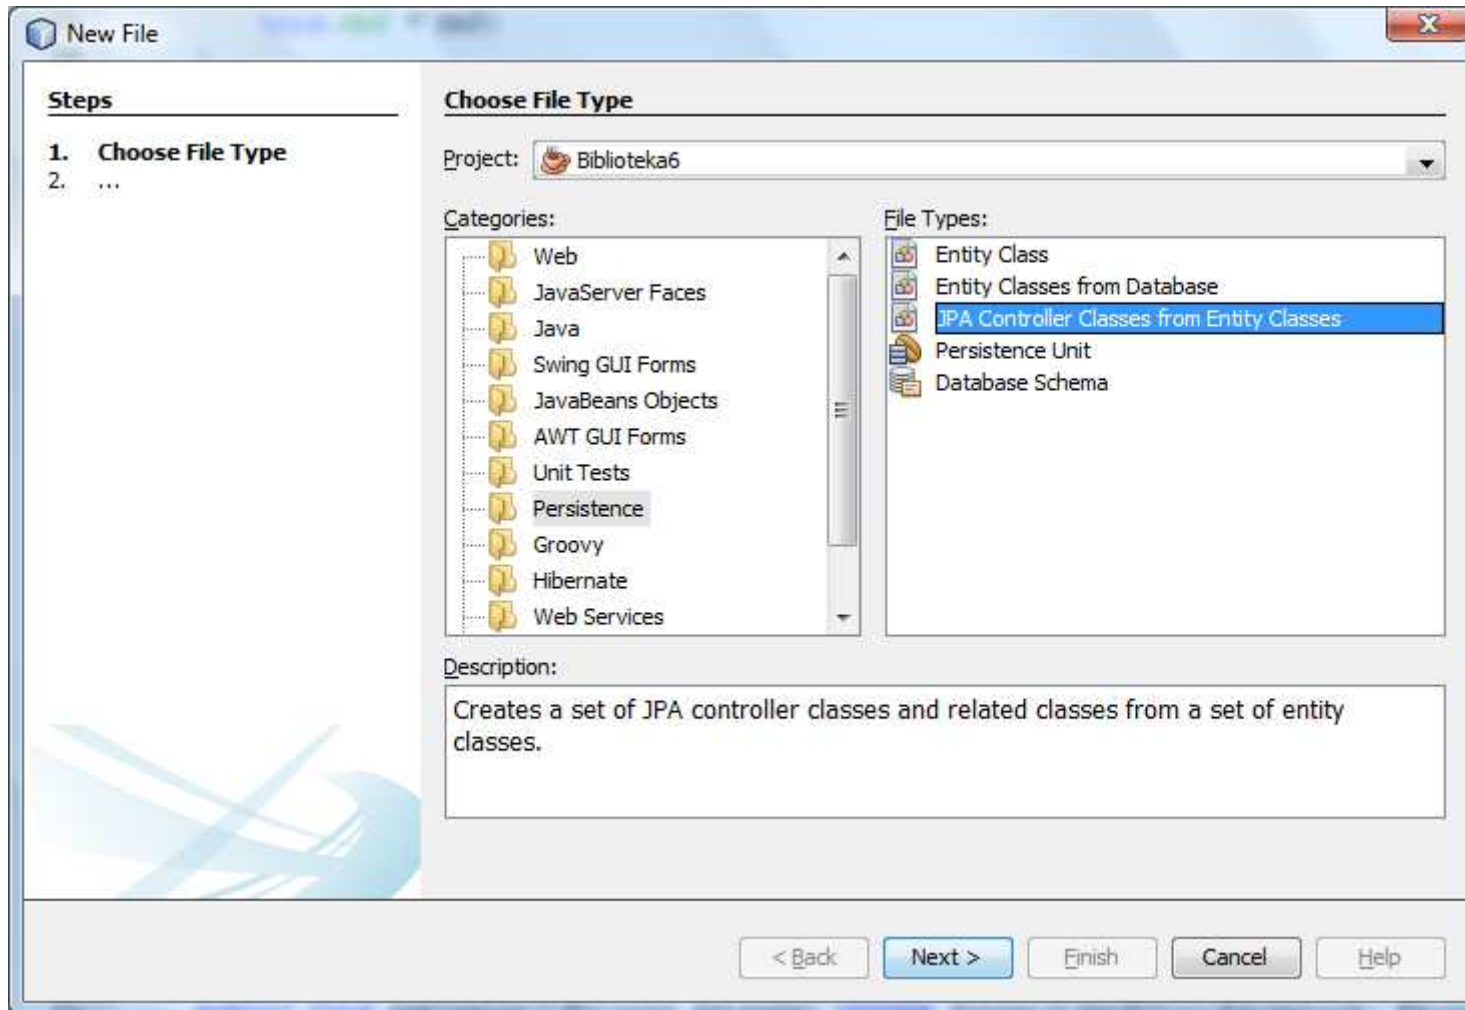 New File
Steps
1. Choose File Type
2. ...
Choose File Type
Project: Biblioteka6
Categories:
Web
JavaServer Faces
Java
Swing GUI Forms
JavaBeans Objects
AWT GUI Forms
Unit Tests
Persistence
Groovy
Hibernate
Web Services
File Types:
Entity Class
Entity Classes from Database
JPA Controller Classes from Entity Classes
Persistence Unit
Database Schema
Description:
Creates a set of JPA controller classes and related classes from a set of entity
classes.
< Back Next > Finish Cancel Help